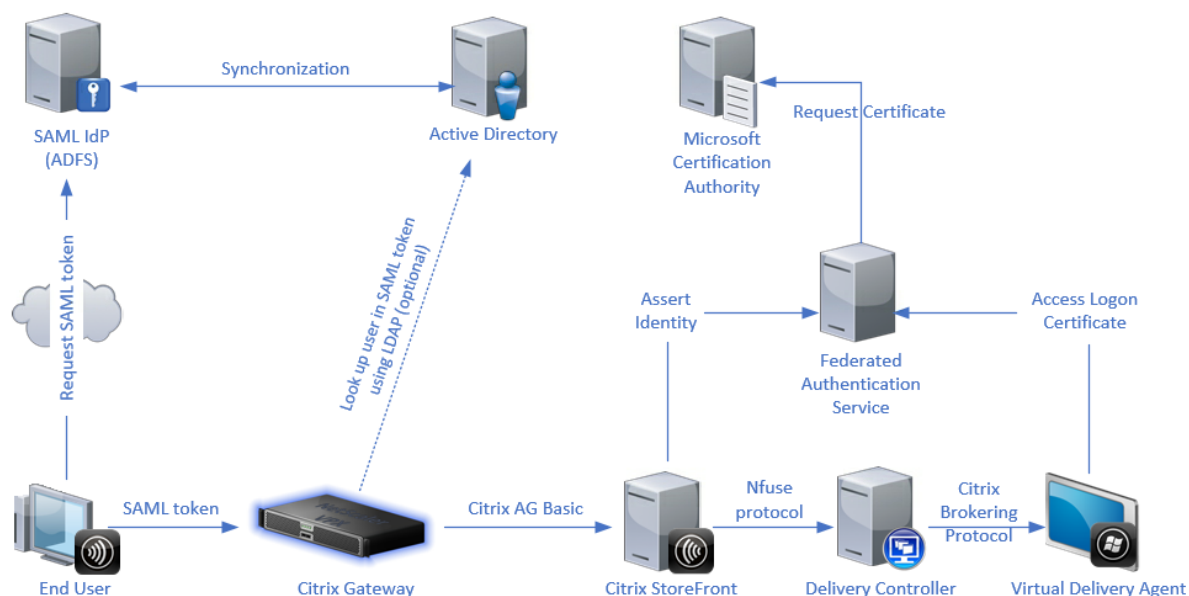 Synchronization
SAML IdP
(ADFS)
Active Directory
Microsoft
Certification
Authority
Request Certificate
Request SAML token
Look up user in SAML token
using LDAP (optional)
Assert
Identity
Federated
Authentication
Service
Access Logon
Certificate
SAML token
Citrix AG Basic
Nfuse
protocol
Citrix
Brokering
Protocol
End User
Citrix Gateway
Citrix StoreFront
Delivery Controller
Virtual Delivery Agent